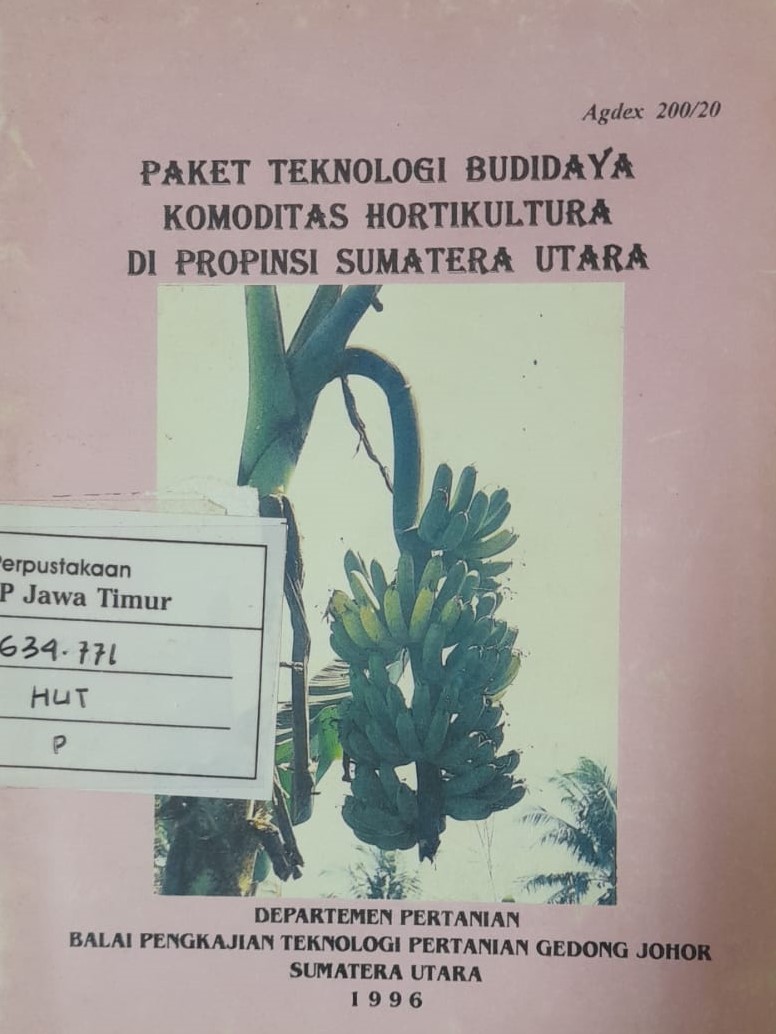 Agdex 200/20
PAKET TEKNOLOGI BUDIDAYA
KOMODITAS HORTIKULTURA
DI PROPINSI SUMATERA UTARA
erpustakaan
P Jawa Timur
634.771
HUT
P
DEPARTEMEN PERTANIAN
BALAI PENGKAJIAN TEKNOLOGI PERTANIAN GEDONG JOHOR
SUMATERA UTARA
1996